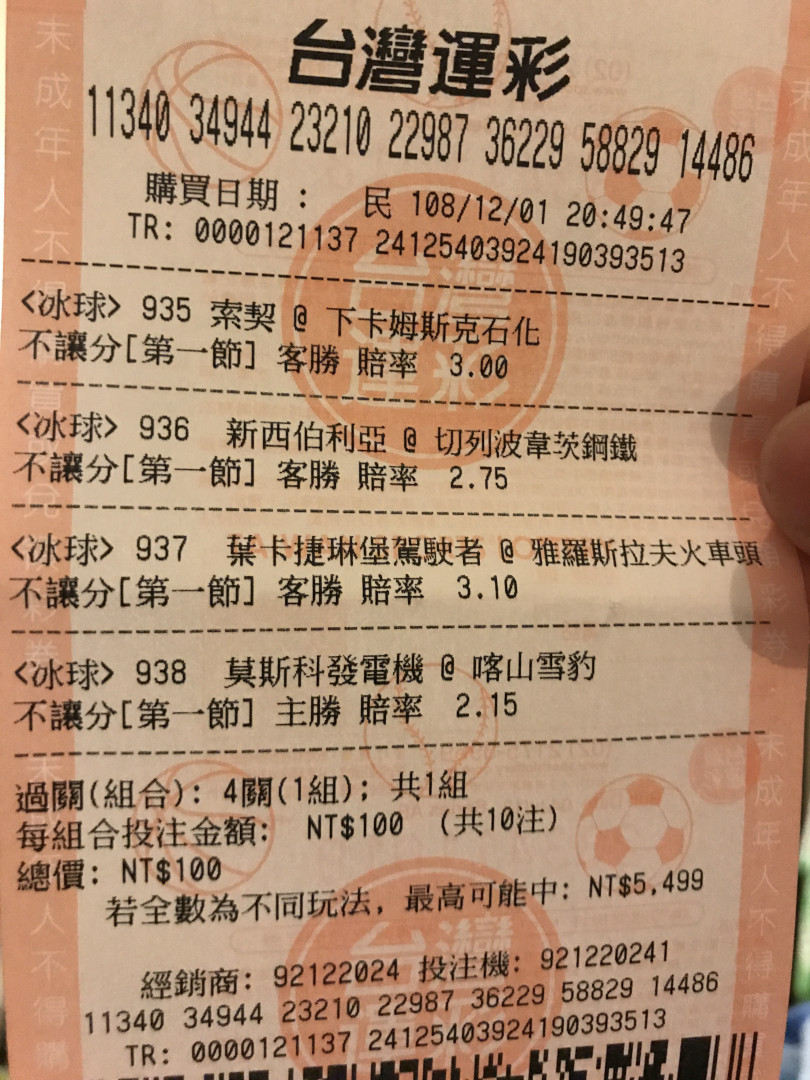 台灣運彩
11340 34944 23210 22987 36229 58829 14486
購買日期: 民 108/12/01 20:49:47
TR: 0000121137 24125403924190393513
<冰球> 935 索契 @ 下卡姆斯克石化
不讓分[第一節] 客勝 賠率 3.00
<冰球> 936 新西伯利亞 @ 切列波韋茨鋼鐵
不讓分[第一節] 客勝 賠率 2.75
<冰球> 937 葉卡捷琳堡駕駛者 @ 雅羅斯拉夫火車頭
不讓分[第一節] 客勝 賠率 3.10
<冰球> 938 莫斯科發電機 @ 喀山雪豹
不讓分[第一節] 主勝 賠率 2.15
過關(組合): 4關(1組); 共1組
每組合投注金額: NT$100 (共10注)
總價: NT$100
若全數為不同玩法, 最高可能中: NT$5,499
經銷商: 92122024 投注機: 921220241
11340 34944 23210 22987 36229 58829 14486
TR: 0000121137 24125403924190393513